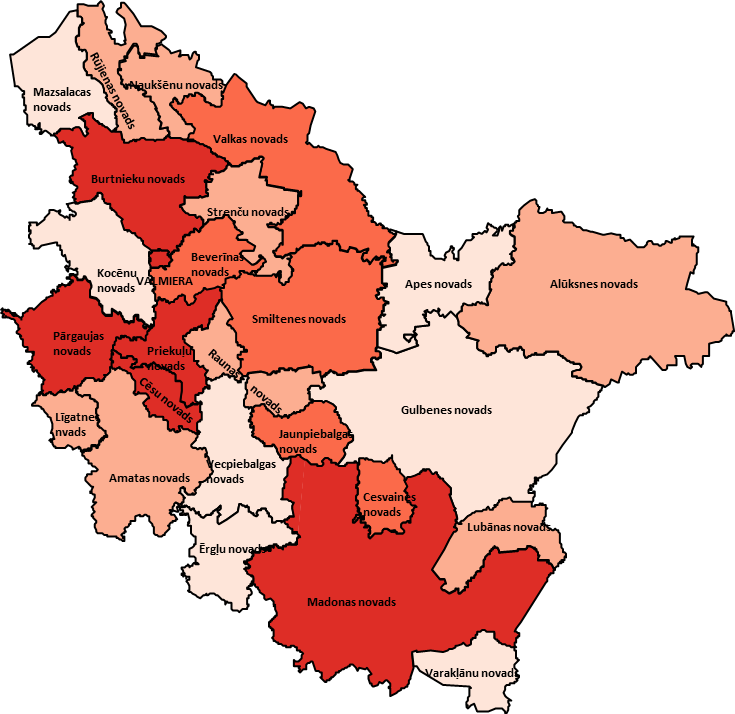 Mazsalacas
novads
Rūjienas novads
Naukšēnu novads
Valkas novads
Burtnieku novads
Strenču novads
Kocēnu
novads
Beverīnas
novads
VALMIERA
Apes novads
Alūksnes novads
Smiltenes novads
Pārgaujas
novads
Priekuļu
novads
Raunas
novads
Cēsu novads
Gulbenes novads
Līgatnes
nvads
Jaunpiebalgas
novads
Amatas novads
Vecpiebalgas
novads
Cesvaines
novads
Lubānas novads
Ērgļu novads
Madonas novads
Varakļānu novads